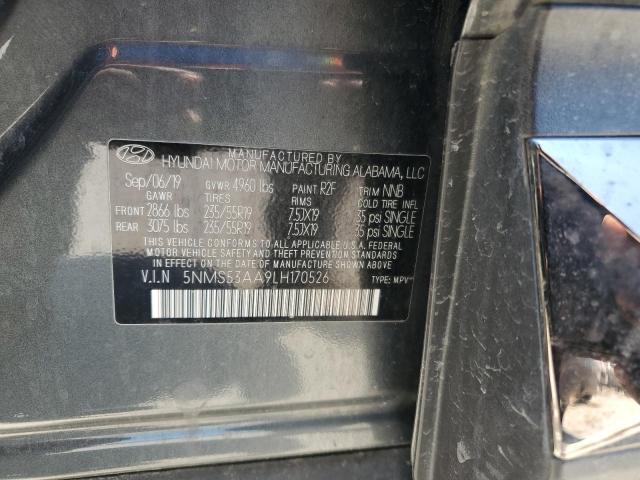 MANUFACTURED BY
HYUNDAI MOTOR MANUFACTURING ALABAMA, LLC
Sep/06/19 GVWR 4960 lbs PAINT R2F TRIM NNB
GAWR TIRES RIMS COLD TIRE INFL
FRONT 2866 lbs 235/55R19 7.5JX19 35 psi SINGLE
REAR 3075 lbs 235/55R19 7.5JX19 35 psi SINGLE
THIS VEHICLE CONFORMS TO ALL APPLICABLE U.S.A. FEDERAL
MOTOR VEHICLE SAFETY AND THEFT PREVENTION STANDARDS
IN EFFECT ON THE DATE OF MANUFACTURE SHOWN ABOVE.
V.I.N 5NMS53AA9LH170526 TYPE: MPV